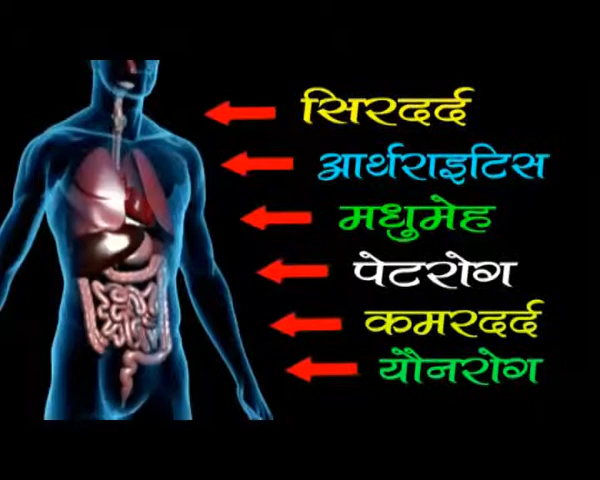 सिरदर्द
आर्थराइटिस
मधुमेह
पेटरोग
कमरदर्द
यौनरोग